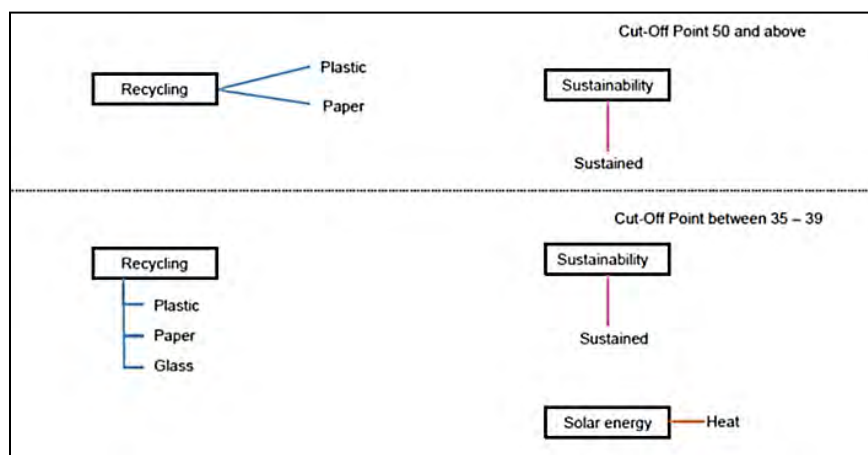 Cut-Off Point 50 and above
Recycling
Plastic
Paper
Sustainability
Sustained
Cut-Off Point between 35 – 39
Recycling
Plastic
Paper
Glass
Sustainability
Sustained
Solar energy
Heat